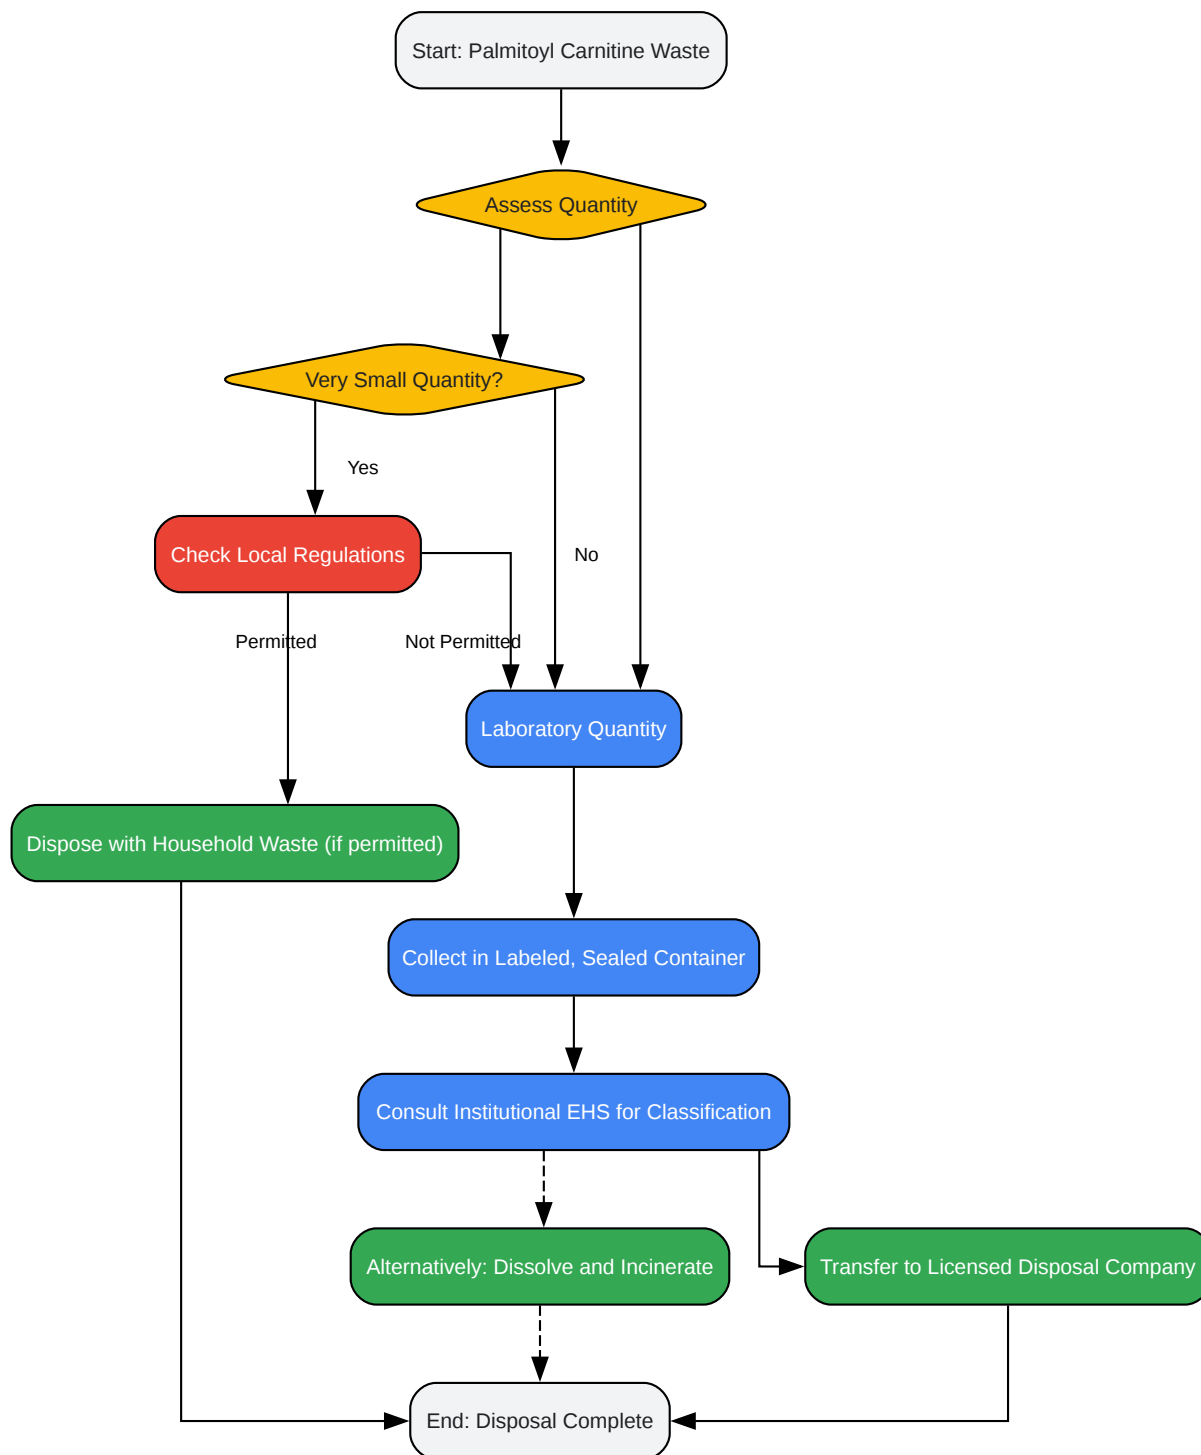 Start: Palmitoyl Carnitine Waste
Assess Quantity
Very Small Quantity?
Yes
Check Local Regulations
No
Permitted
Not Permitted
Laboratory Quantity
Dispose with Household Waste (if permitted)
Collect in Labeled, Sealed Container
Consult Institutional EHS for Classification
Alternatively: Dissolve and Incinerate
Transfer to Licensed Disposal Company
End: Disposal Complete